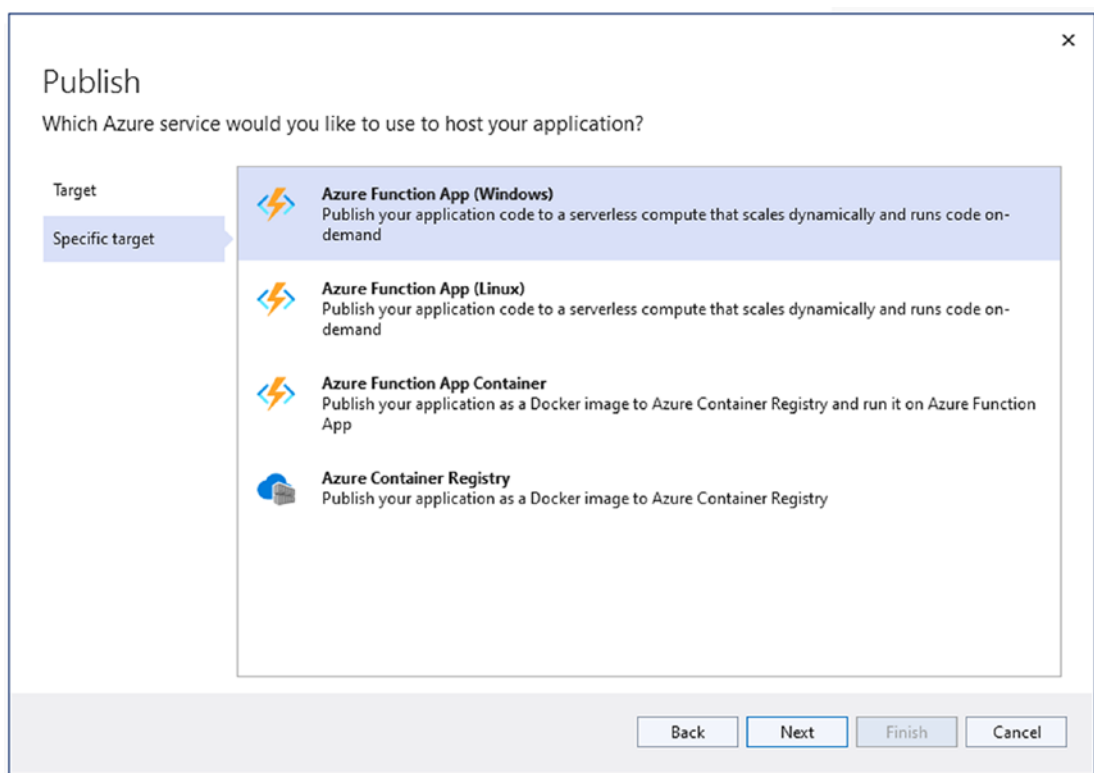 Publish
Which Azure service would you like to use to host your application?
Target
Specific target
Azure Function App (Windows)
Publish your application code to a serverless compute that scales dynamically and runs code on-
demand
Azure Function App (Linux)
Publish your application code to a serverless compute that scales dynamically and runs code on-
demand
Azure Function App Container
Publish your application as a Docker image to Azure Container Registry and run it on Azure Function
App
Azure Container Registry
Publish your application as a Docker image to Azure Container Registry
Back
Next
Finish
Cancel